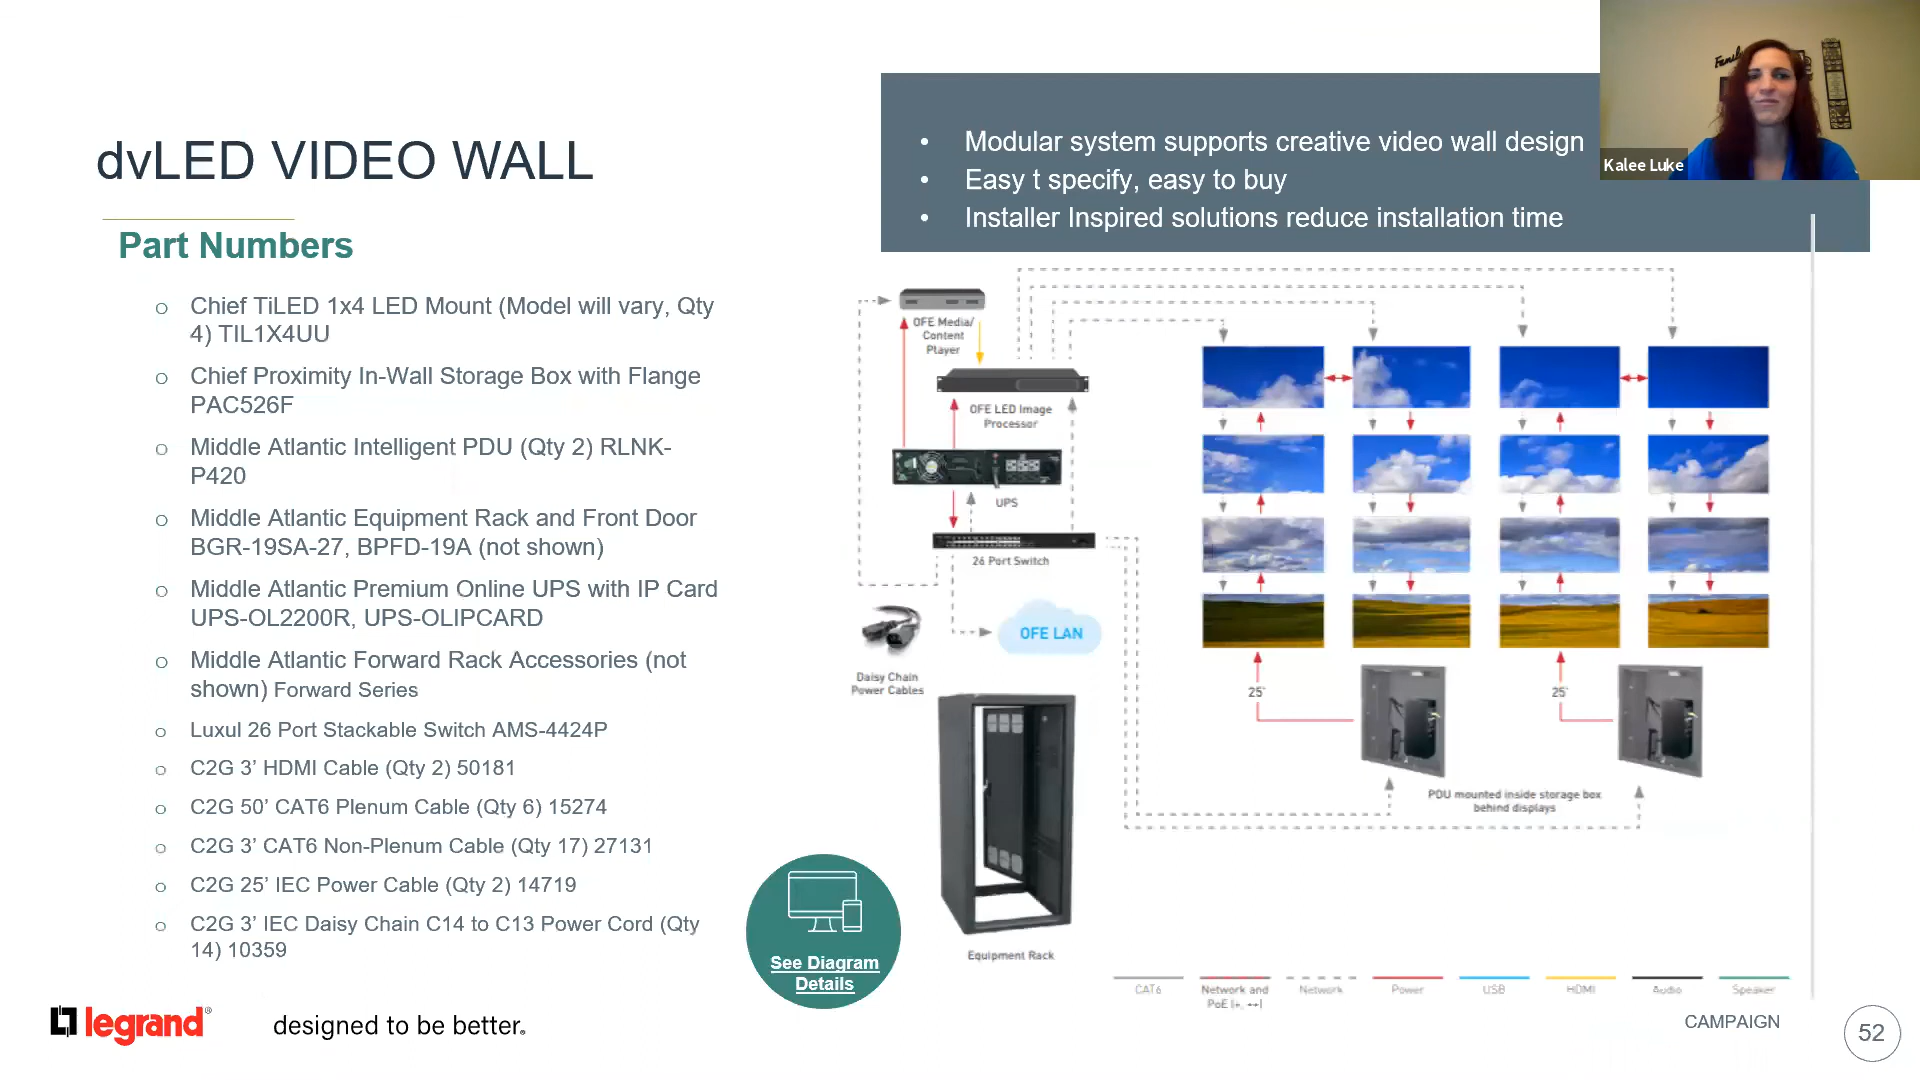 dvLED VIDEO WALL
Part Numbers
Chief TiLED 1x4 LED Mount (Model will vary, Qty
4) TIL1X4UU
Chief Proximity In-Wall Storage Box with Flange
PAC526F
Middle Atlantic Intelligent PDU (Qty 2) RLNK-
P420
Middle Atlantic Equipment Rack and Front Door
BGR-19SA-27, BPFD-19A (not shown)
Middle Atlantic Premium Online UPS with IP Card
UPS-OL2200R, UPS-OLIPCARD
Middle Atlantic Forward Rack Accessories (not
shown) Forward Series
Luxul 26 Port Stackable Switch AMS-4424P
C2G 3’ HDMI Cable (Qty 2) 50181
C2G 50’ CAT6 Plenum Cable (Qty 6) 15274
C2G 3’ CAT6 Non-Plenum Cable (Qty 17) 27131
C2G 25’ IEC Power Cable (Qty 2) 14719
C2G 3’ IEC Daisy Chain C14 to C13 Power Cord (Qty
14) 10359
• Modular system supports creative video wall design
• Easy t specify, easy to buy
• Installer Inspired solutions reduce installation time
Family
Kalee Luke
OFE Media/
Content
Player
OFE LED Image
Processor
UPS
26 Port Switch
OFE LAN
Daisy Chain
Power Cables
Equipment Rack
25'
25'
PDU mounted inside storage box
behind displays
See Diagram
Details
CAT6
Network and
PoE
Network
Power
USB
HDMI
Audio
Speaker
legrand®
designed to be better.
CAMPAIGN
52